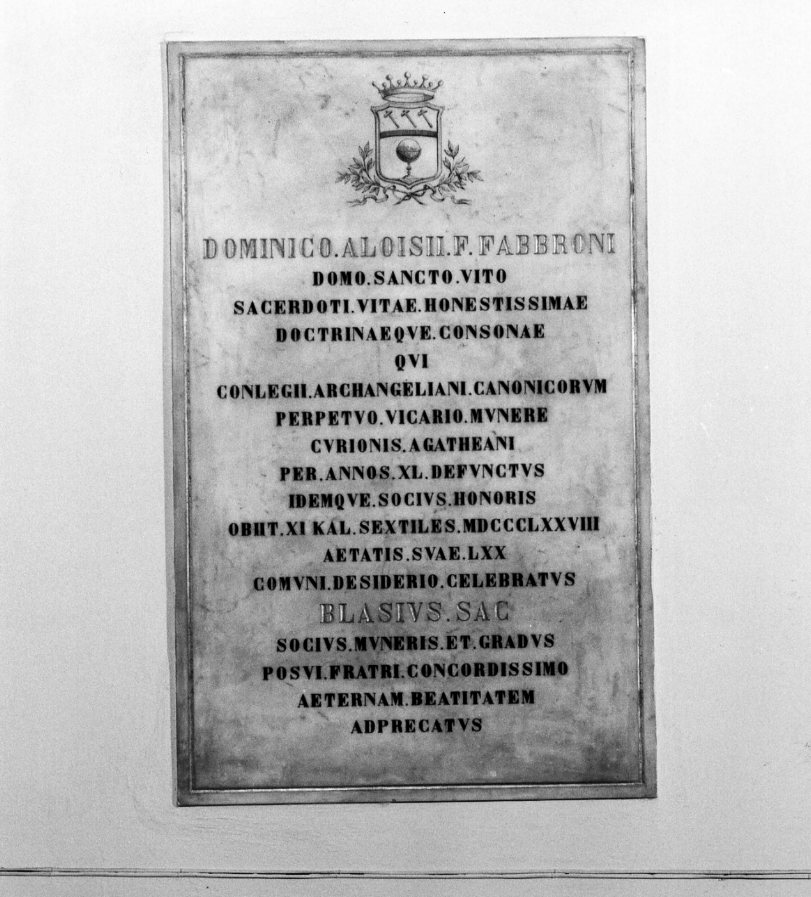 DOMINICO.ALOISII.F.FABBRONI
DOMO.SANCTO.VITO
SACERDOTI.VITAE.HONESTISSIMAE
DOCTRINAEQVE.CONSONAE
QVI
CONLEGII.ARCHANGELIANI.CANONICORVM
PERPETVO.VICARIO.MVNERE
CVRIONIS.AGATHEANI
PER.ANNOS.XL.DEFVNCTVS
IDEMQVE.SOCIVS.HONORIS
OBIIT.XI KAL.SEXTILES.MDCCCLXXVIII
AETATIS.SVAE.LXX
COMVNI.DESIDERIO.CELEBRATVS
BLASIVS.SAC
SOCIVS.MVNERIS.ET.GRADVS
POSVI.FRATRI.CONCORDISSIMO
AETERNAM.BEATITATEM
ADPRECATVS